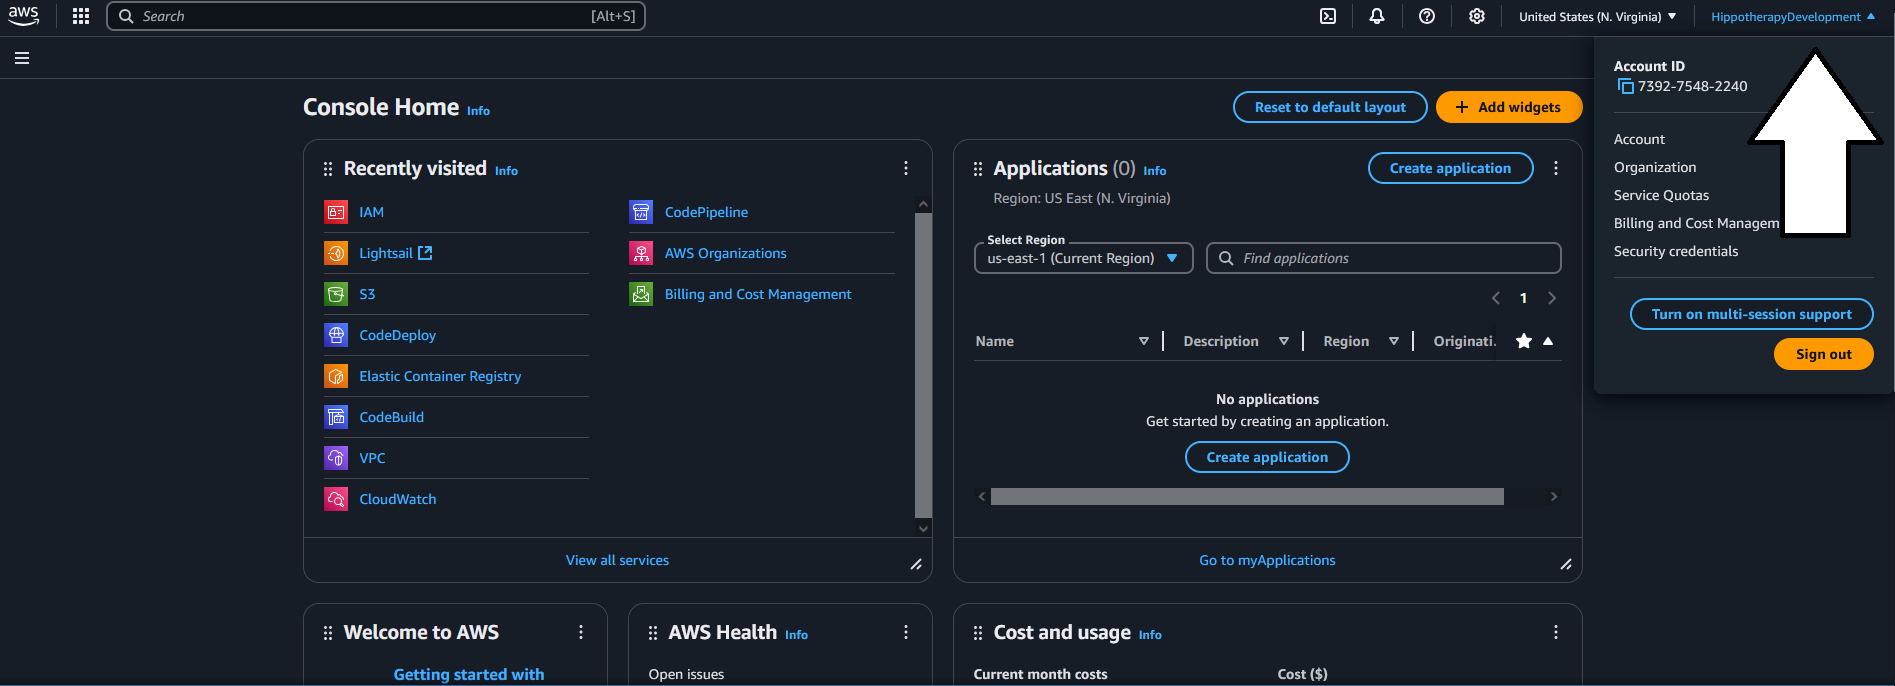 aws
Search [Alt+S]
United States (N. Virginia)
HippotherapyDevelopment
Account ID
7392-7548-2240
Account
Organization
Service Quotas
Billing and Cost Managem
Security credentials
Turn on multi-session support
Sign out
Console Home Info
Reset to default layout
+ Add widgets
Recently visited Info
IAM
Lightsail
S3
CodeDeploy
Elastic Container Registry
CodeBuild
VPC
CloudWatch
CodePipeline
AWS Organizations
Billing and Cost Management
View all services
Applications (0) Info
Create application
Region: US East (N. Virginia)
Select Region
us-east-1 (Current Region)
Find applications
1
Name Description Region Originati.
No applications
Get started by creating an application.
Create application
Go to myApplications
Welcome to AWS
Getting started with
AWS Health Info
Open issues
Cost and usage Info
Current month costs Cost ($)